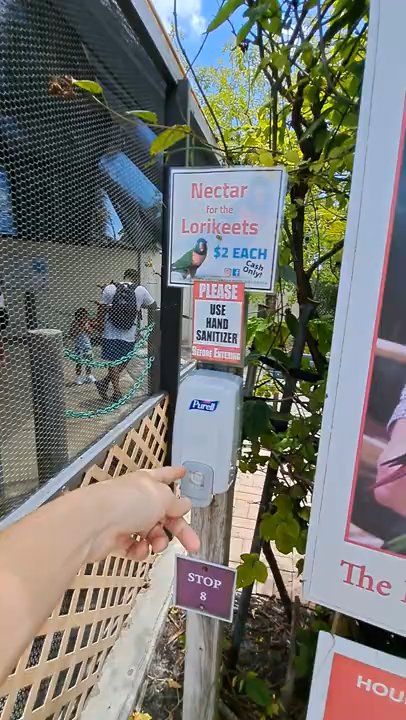 Nectar
for the
Lorikeets
$2 EACH
Cash
Only!
PLEASE
USE
HAND
SANITIZER
BEFORE ENTERING
PURELL
STOP
8
The
HOU